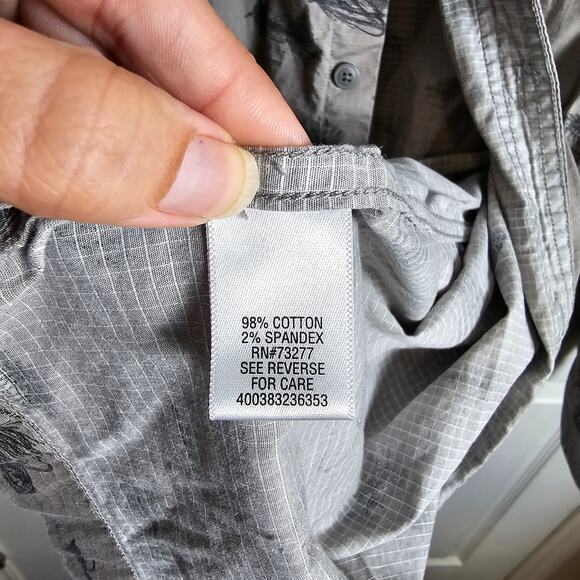 98% COTTON
2% SPANDEX
RN#73277
SEE REVERSE
FOR CARE
400383236353